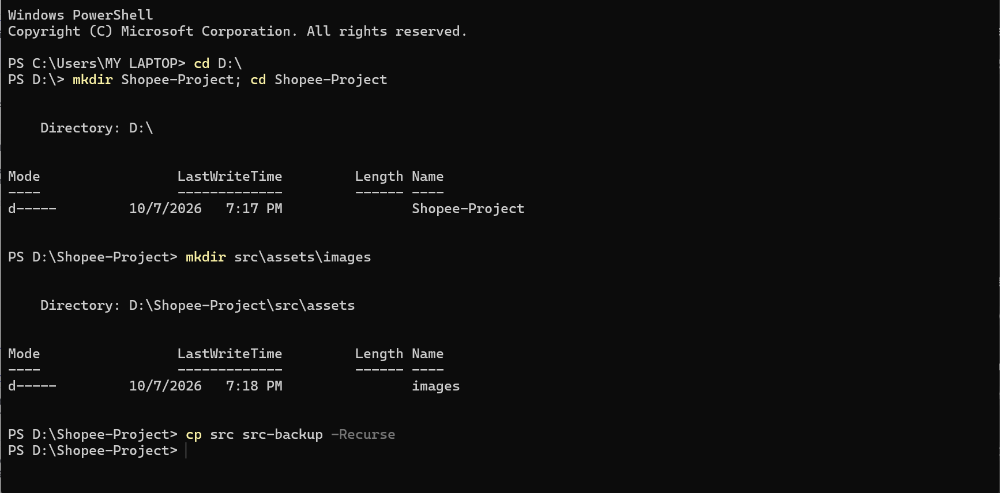 Windows PowerShell
Copyright (C) Microsoft Corporation. All rights reserved.
PS C:\Users\MY LAPTOP> cd D:\
PS D:\> mkdir Shopee-Project; cd Shopee-Project
Directory: D:\
Mode LastWriteTime Length Name
---- ------------- ------ ----
d----- 10/7/2026 7:17 PM Shopee-Project
PS D:\Shopee-Project> mkdir src\assets\images
Directory: D:\Shopee-Project\src\assets
Mode LastWriteTime Length Name
---- ------------- ------ ----
d----- 10/7/2026 7:18 PM images
PS D:\Shopee-Project> cp src src-backup -Recurse
PS D:\Shopee-Project>